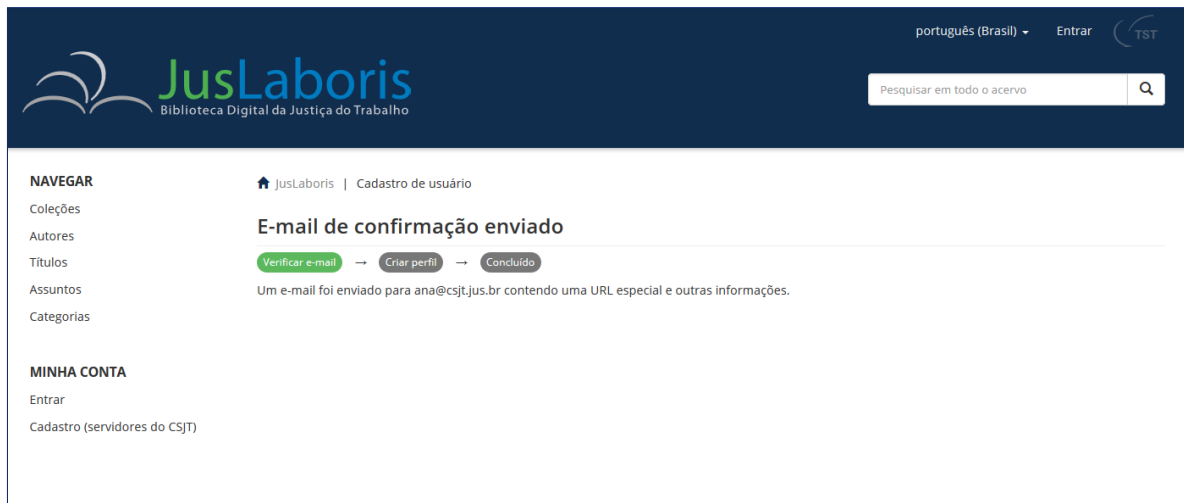 português (Brasil) Entrar TST
JusLaboris
Biblioteca Digital da Justiça do Trabalho
Pesquisar em todo o acervo
NAVEGAR
Coleções
Autores
Títulos
Assuntos
Categorias
MINHA CONTA
Entrar
Cadastro (servidores do CSJT)
JusLaboris | Cadastro de usuário
E-mail de confirmação enviado
Verificar e-mail → Criar perfil → Concluído
Um e-mail foi enviado para ana@csjt.jus.br contendo uma URL especial e outras informações.